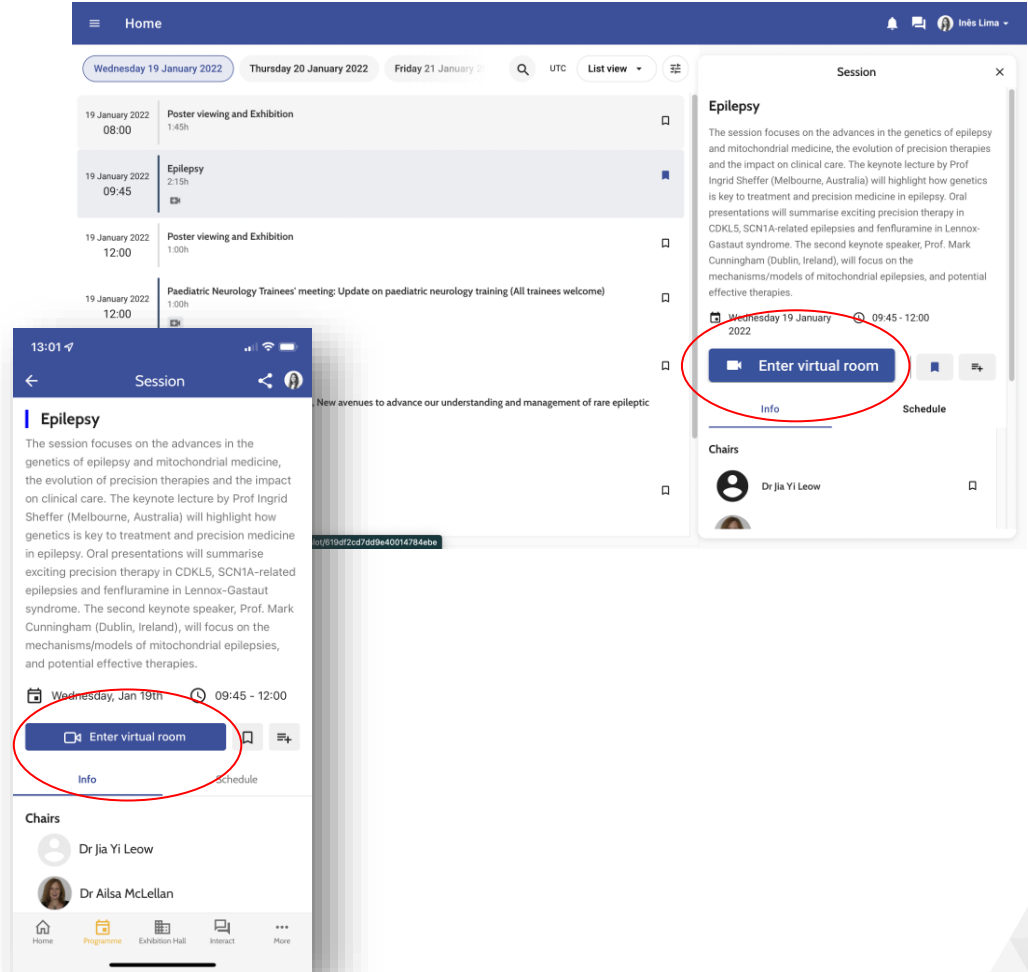 Home
Inês Lima
Wednesday 19 January 2022
Thursday 20 January 2022
Friday 21 January 2
UTC
List view
19 January 2022
08:00
Poster viewing and Exhibition
1:45h
19 January 2022
09:45
Epilepsy
2:15h
19 January 2022
12:00
Poster viewing and Exhibition
1:00h
19 January 2022
12:00
Paediatric Neurology Trainees' meeting: Update on paediatric neurology training (All trainees welcome)
1:00h
, New avenues to advance our understanding and management of rare epileptic
lot/619df2cd7dd9e40014784ebe
Session
Epilepsy
The session focuses on the advances in the genetics of epilepsy
and mitochondrial medicine, the evolution of precision therapies
and the impact on clinical care. The keynote lecture by Prof
Ingrid Sheffer (Melbourne, Australia) will highlight how genetics
is key to treatment and precision medicine in epilepsy. Oral
presentations will summarise exciting precision therapy in
CDKL5, SCN1A-related epilepsies and fenfluramine in Lennox-
Gastaut syndrome. The second keynote speaker, Prof. Mark
Cunningham (Dublin, Ireland), will focus on the
mechanisms/models of mitochondrial epilepsies, and potential
effective therapies.
Wednesday 19 January
2022
09:45 - 12:00
Enter virtual room
Info
Schedule
Chairs
Dr Jia Yi Leow
13:01
Session
Epilepsy
The session focuses on the advances in the
genetics of epilepsy and mitochondrial medicine,
the evolution of precision therapies and the impact
on clinical care. The keynote lecture by Prof Ingrid
Sheffer (Melbourne, Australia) will highlight how
genetics is key to treatment and precision medicine
in epilepsy. Oral presentations will summarise
exciting precision therapy in CDKL5, SCN1A-related
epilepsies and fenfluramine in Lennox-Gastaut
syndrome. The second keynote speaker, Prof. Mark
Cunningham (Dublin, Ireland), will focus on the
mechanisms/models of mitochondrial epilepsies,
and potential effective therapies.
Wednesday, Jan 19th
09:45 - 12:00
Enter virtual room
Info
Schedule
Chairs
Dr Jia Yi Leow
Dr Ailsa McLellan
Home
Programme
Exhibition Hall
Interact
More